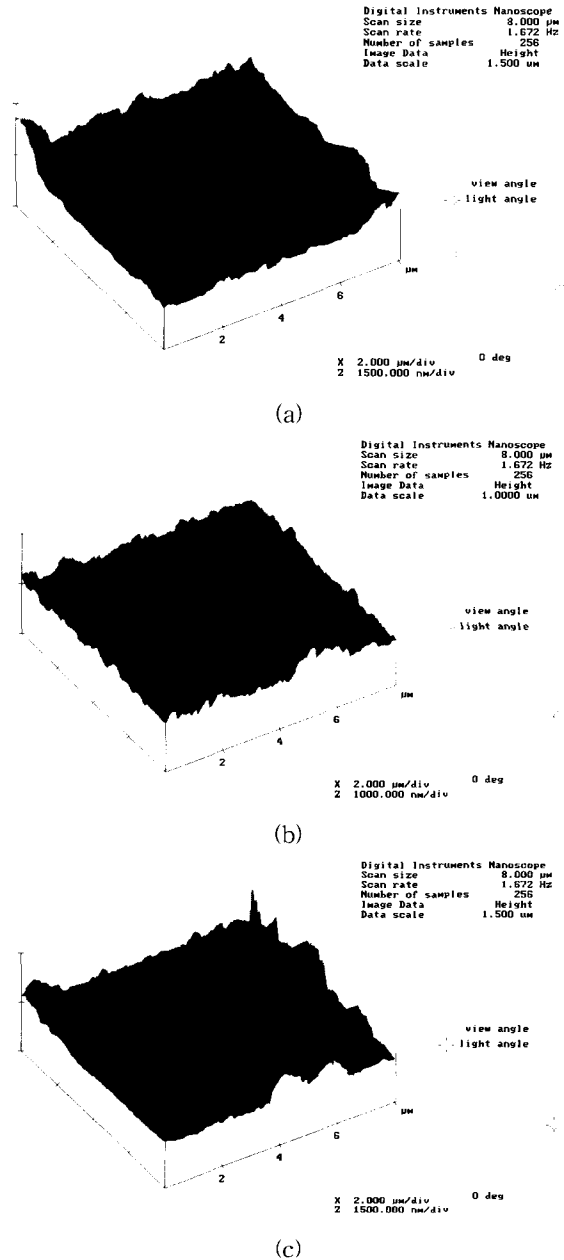 Digital Instruments Nanoscope
Scan size 8.000 µm
Scan rate 1.672 Hz
Number of samples 256
Image Data Height
Data scale 1.500 um
view angle
light angle
µm
6
4
2
X 2.000 µm/div 0 deg
Z 1500.000 nm/div
(a)
Digital Instruments Nanoscope
Scan size 8.000 µm
Scan rate 1.672 Hz
Number of samples 256
Image Data Height
Data scale 1.0000 um
view angle
light angle
µm
6
4
2
X 2.000 µm/div 0 deg
Z 1000.000 nm/div
(b)
Digital Instruments Nanoscope
Scan size 8.000 µm
Scan rate 1.672 Hz
Number of samples 256
Image Data Height
Data scale 1.500 um
view angle
light angle
µm
6
4
2
X 2.000 µm/div 0 deg
Z 1500.000 nm/div
(c)